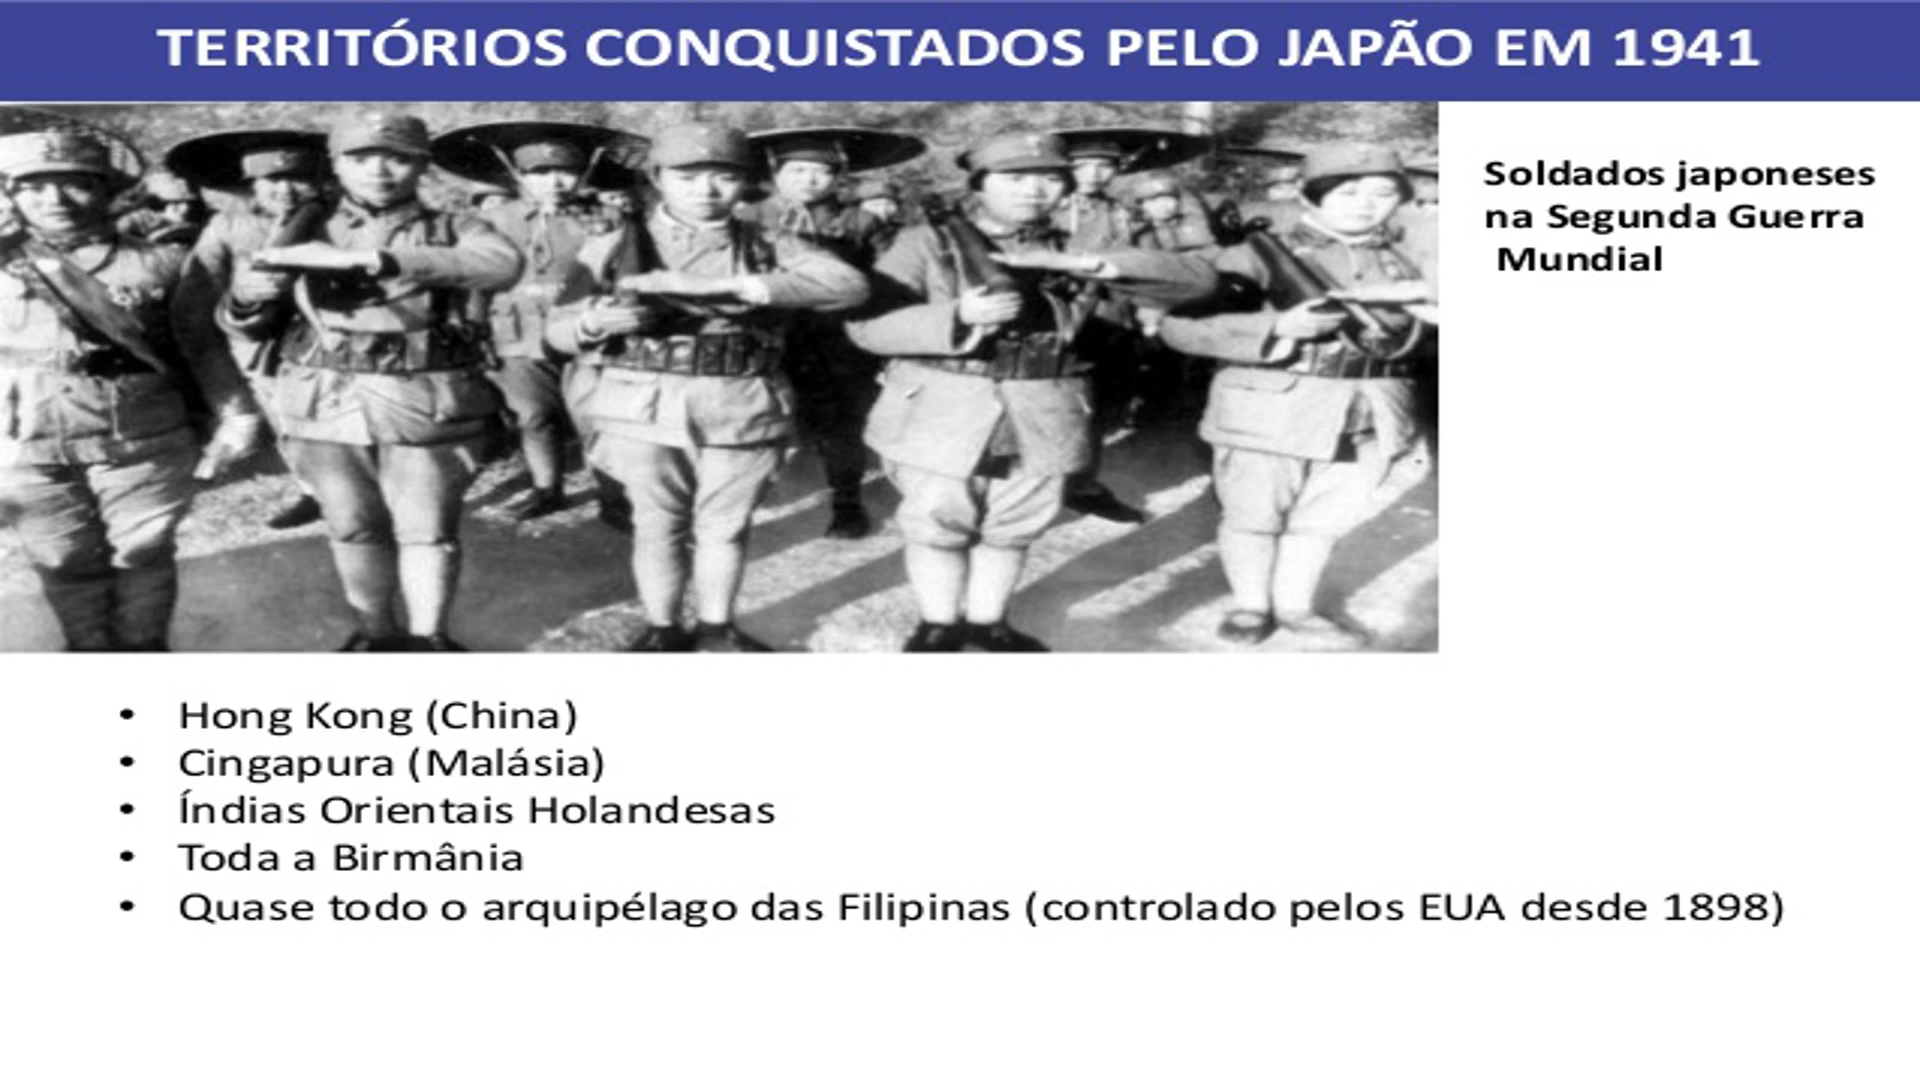 TERRITÓRIOS CONQUISTADOS PELO JAPÃO EM 1941
Soldados japoneses
na Segunda Guerra
Mundial
• Hong Kong (China)
• Cingapura (Malásia)
• Índias Orientais Holandesas
• Toda a Birmânia
• Quase todo o arquipélago das Filipinas (controlado pelos EUA desde 1898)